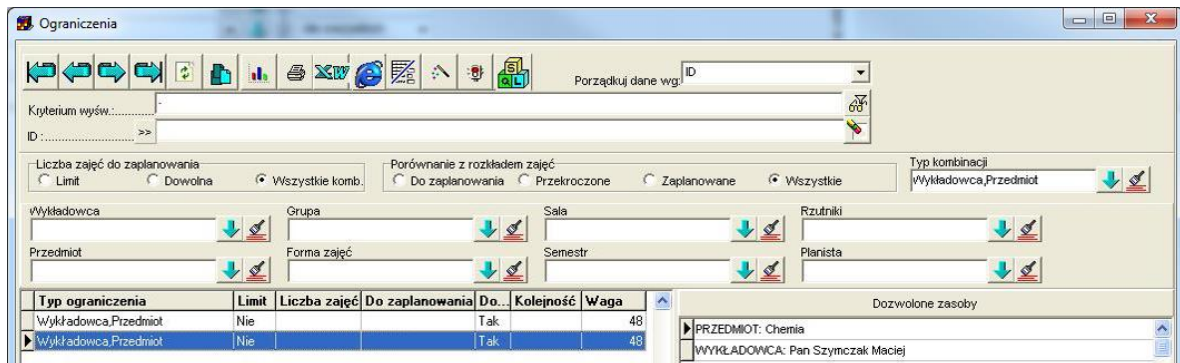 Ograniczenia
Porządkuj dane wg: ID
Kryterium wyśw.:............ -
ID :........................... >>
Liczba zajęć do zaplanowania
Limit Dowolna Wszystkie komb.
Porównanie z rozkładem zajęć
Do zaplanowania Przekroczone Zaplanowane Wszystkie
Typ kombinacji
Wykładowca,Przedmiot
Wykładowca Grupa Sala Rzutniki
Przedmiot Forma zajęć Semestr Planista
Typ ograniczenia Limit Liczba zajęć Do zaplanowania Do... Kolejność Waga
Wykładowca,Przedmiot Nie Tak 48
Wykładowca,Przedmiot Nie Tak 48
Dozwolone zasoby
PRZEDMIOT: Chemia
WYKŁADOWCA: Pan Szymczak Maciej